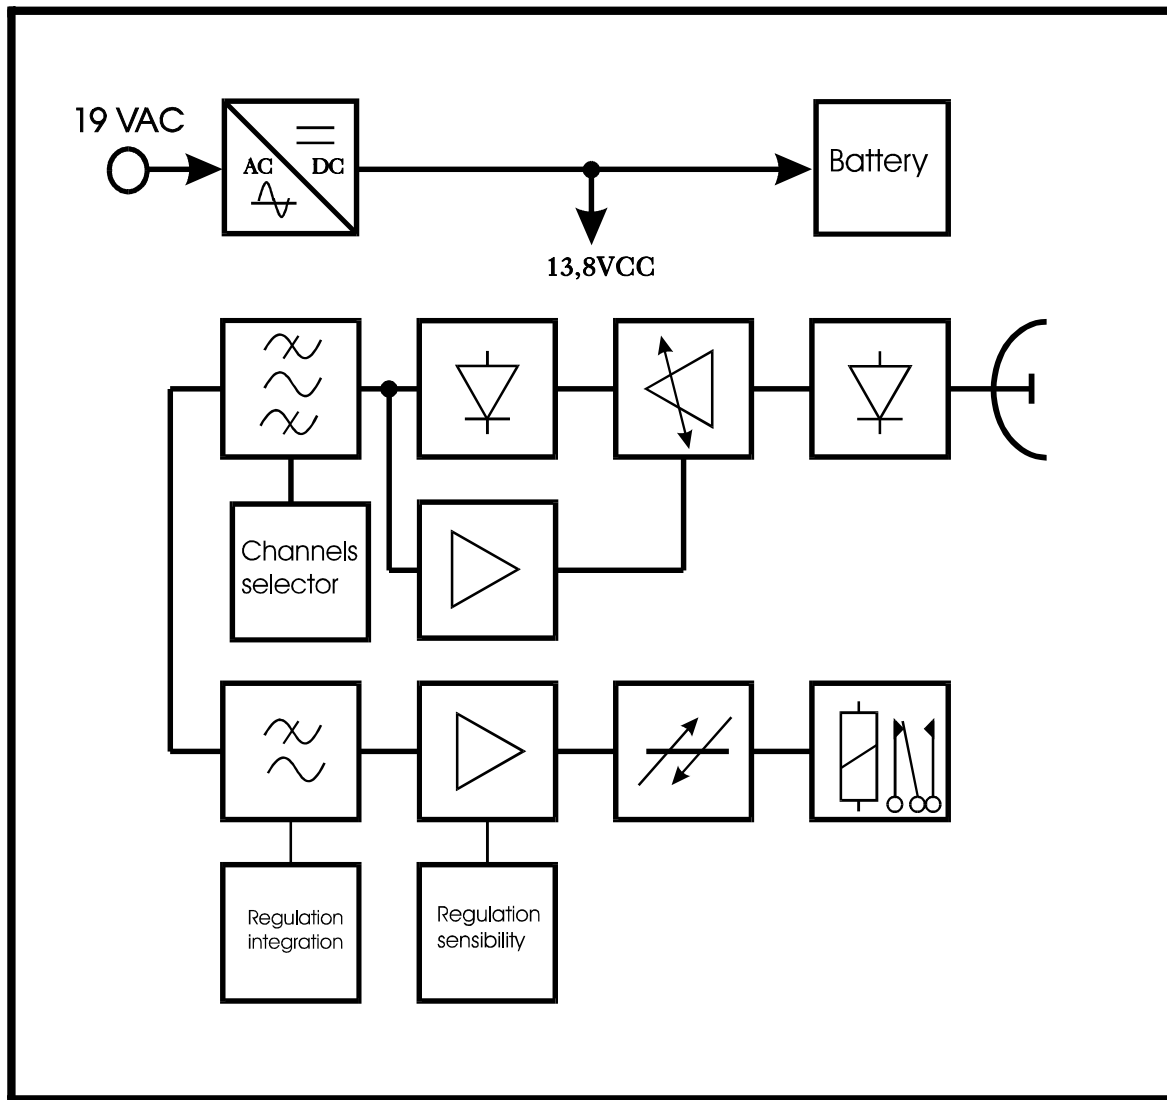 19 VAC
AC
DC
Battery
13,8VCC
Channels
selector
Regulation
integration
Regulation
sensibility